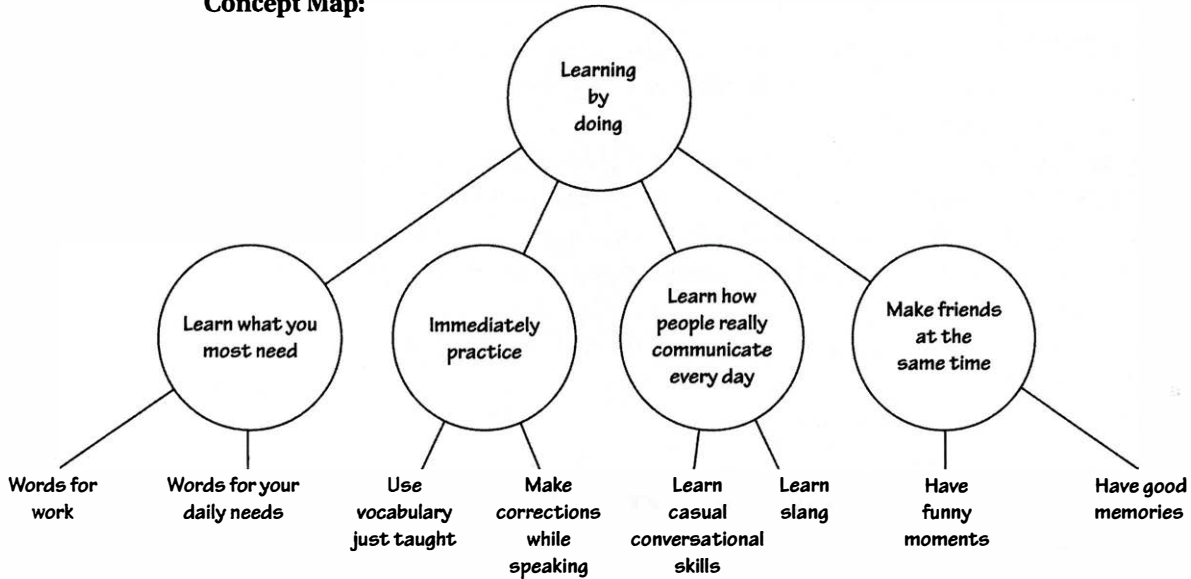 Concept Map:
Learning
by
doing
Learn what you
most need
Immediately
practice
Learn how
people really
communicate
every day
Make friends
at the
same time
Words for
work
Words for your
daily needs
Use
vocabulary
just taught
Make
corrections
while
speaking
Learn
casual
conversational
skills
Learn
slang
Have
funny
moments
Have good
memories